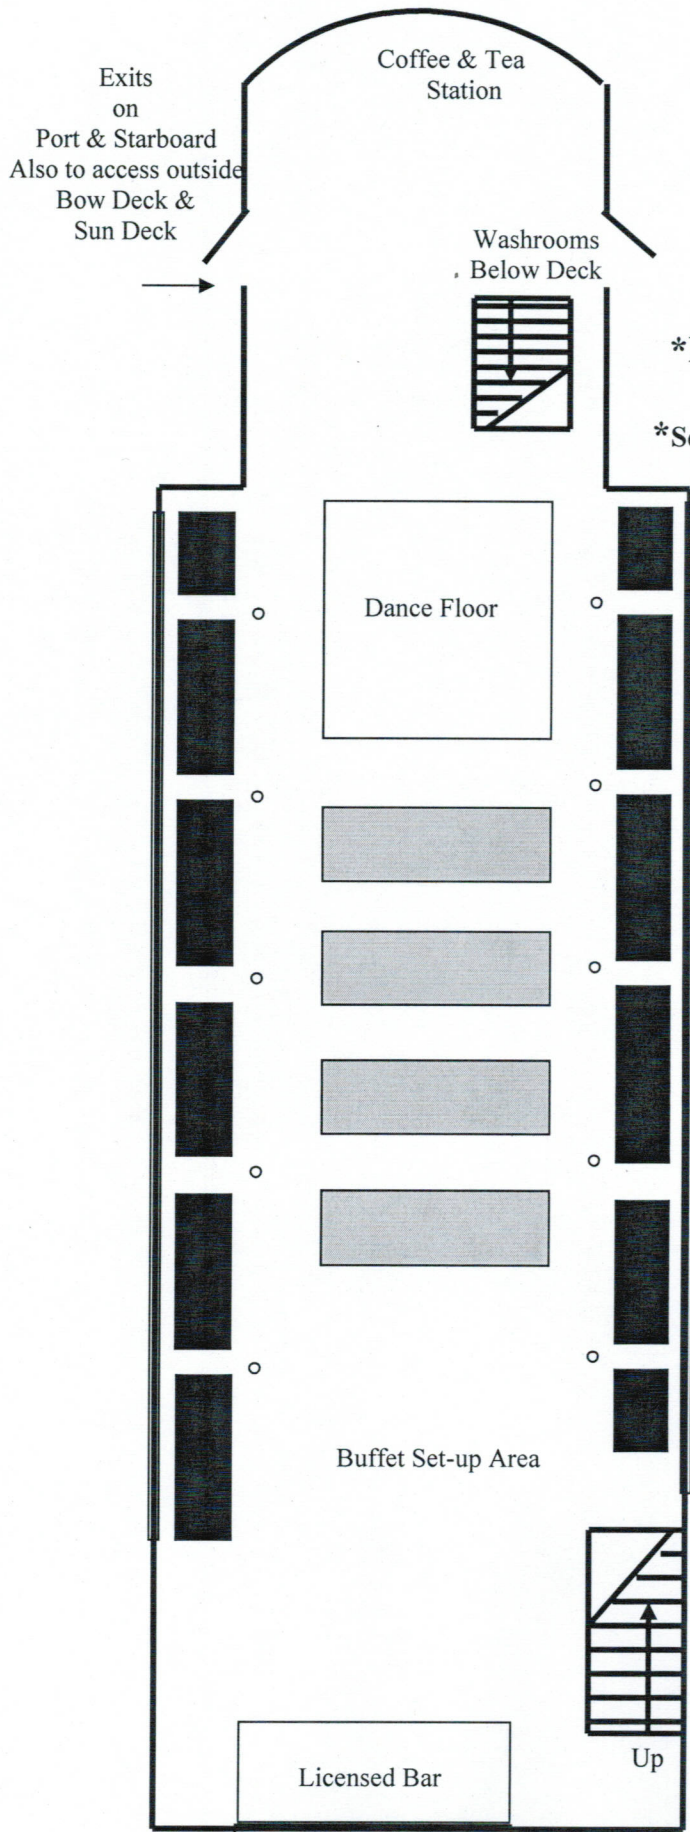 Coffee & Tea
Station
Exits
on
Port & Starboard
Also to access outside
Bow Deck &
Sun Deck
Washrooms
Below Deck
Dance Floor
Buffet Set-up Area
Up
Licensed Bar